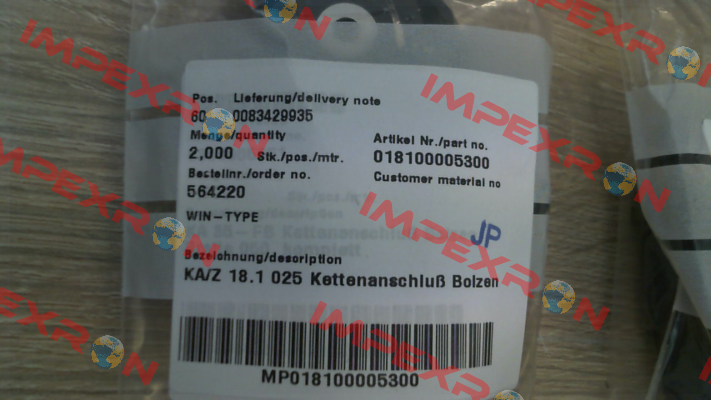 Pos. Lieferung/delivery note
60 0083429935
Menge/quantity
2,000 Stk./pos./mtr.
Artikel Nr./part no.
018100005300
Bestellnr./order no.
564220
Customer material no
WIN-TYPE
JP
Bezeichnung/description
KA/Z 18.1 025 Kettenanschluß Bolzen
MP018100005300
IMPEXRON
IMPEXRON
IMPEXRON
IMPEXRON
IMPEXRON
IMPEXRON